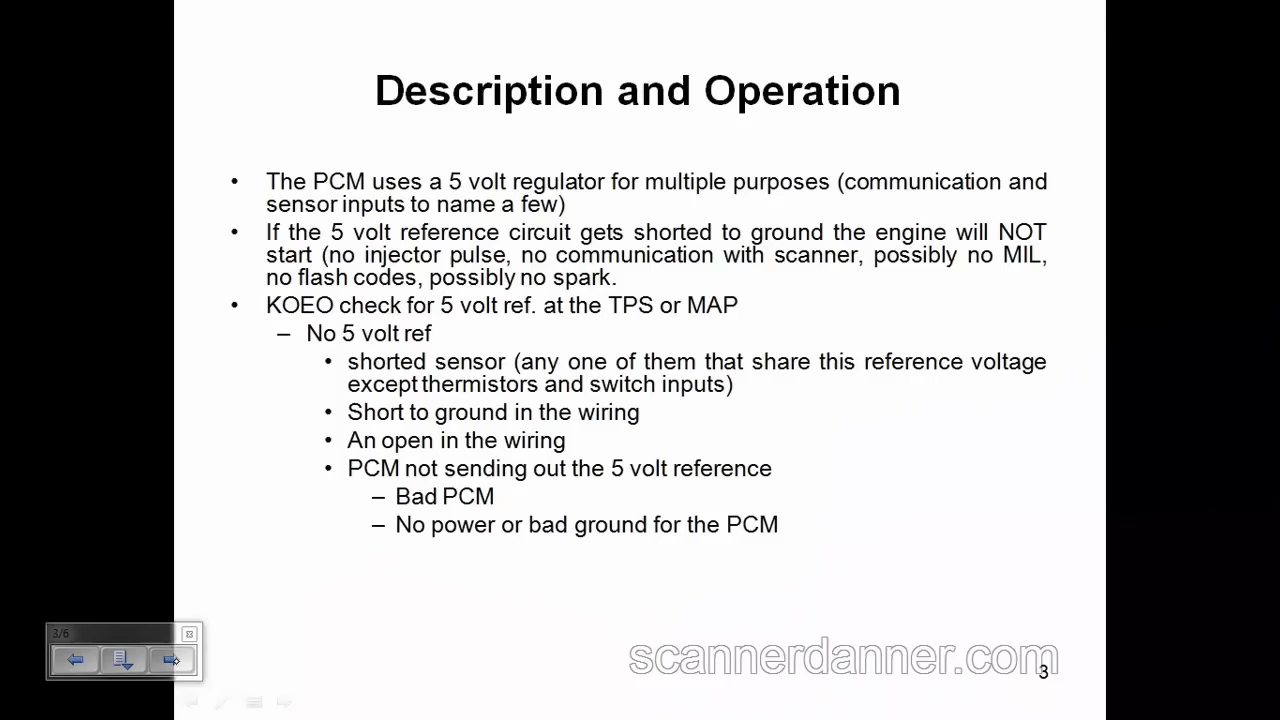 Description and Operation
• The PCM uses a 5 volt regulator for multiple purposes (communication and
sensor inputs to name a few)
• If the 5 volt reference circuit gets shorted to ground the engine will NOT
start (no injector pulse, no communication with scanner, possibly no MIL,
no flash codes, possibly no spark.
• KOEO check for 5 volt ref. at the TPS or MAP
– No 5 volt ref
• shorted sensor (any one of them that share this reference voltage
except thermistors and switch inputs)
• Short to ground in the wiring
• An open in the wiring
• PCM not sending out the 5 volt reference
– Bad PCM
– No power or bad ground for the PCM
3/6
scannerdanner.com
3